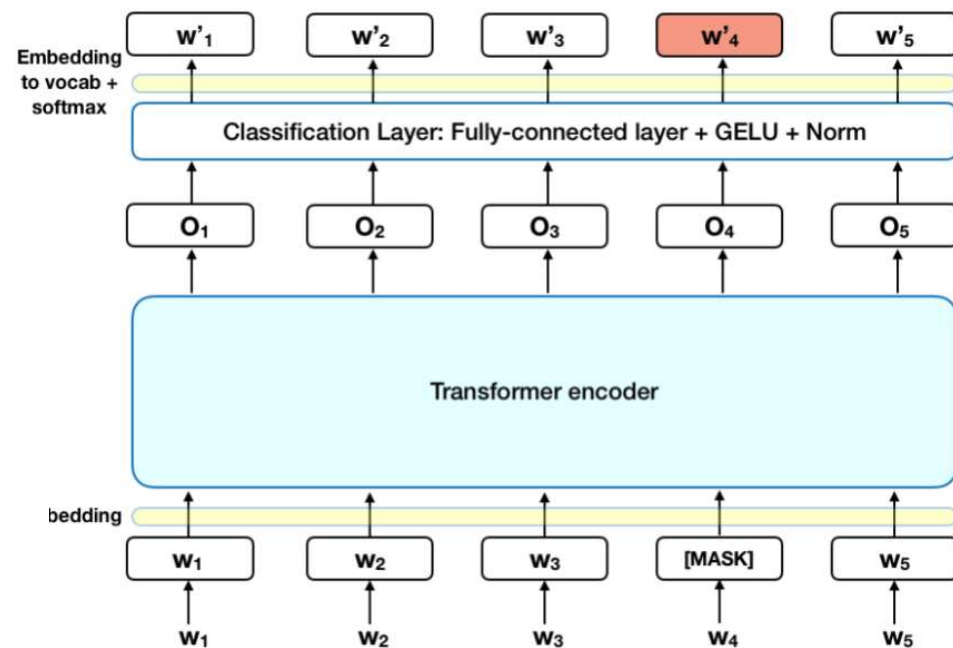 w'1 w'2 w'3 w'4 w'5
Embedding
to vocab +
softmax
Classification Layer: Fully-connected layer + GELU + Norm
O1 O2 O3 O4 O5
Transformer encoder
bedding
W1 W2 W3 [MASK] W5
W1 W2 W3 W4 W5